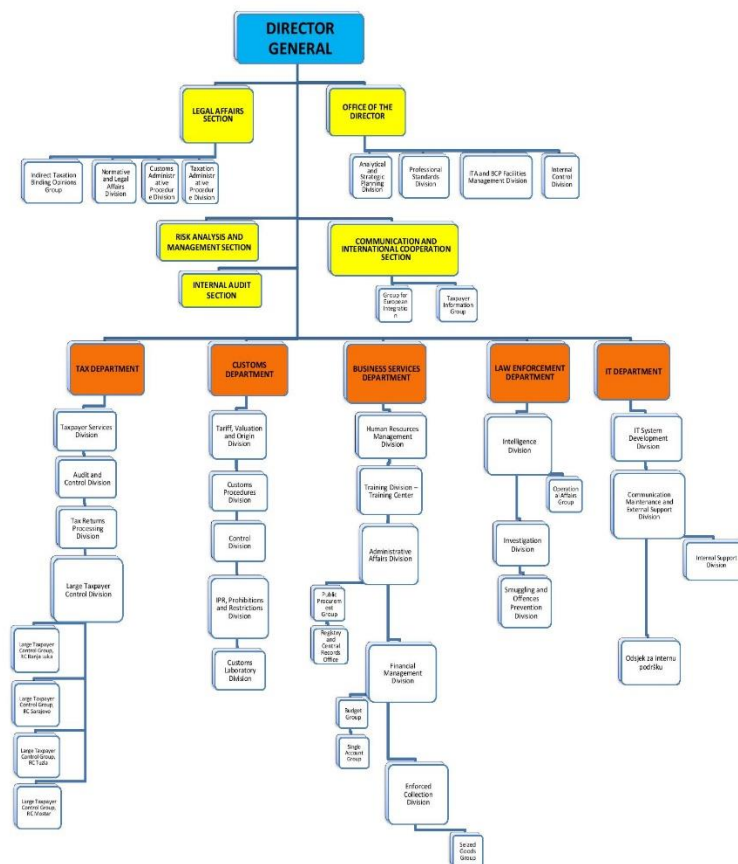 DIRECTOR
GENERAL
LEGAL AFFAIRS
SECTION
OFFICE OF THE
DIRECTOR
Indirect Taxation
Binding Opinions
Group
Normative
and Legal
Affairs
Division
Customs
Administr
ative
Procedur
e Division
Taxation
Administr
ative
Procedur
e Division
Analytical
and
Strategic
Planning
Division
Professional
Standards
Division
ITA and BCP Facilities
Management Division
Internal
Control
Division
RISK ANALYSIS AND
MANAGEMENT SECTION
COMMUNICATION AND
INTERNATIONAL COOPERATION
SECTION
INTERNAL AUDIT
SECTION
Group for
European
Integratio
n
Taxpayer
Information
Group
TAX DEPARTMENT
CUSTOMS
DEPARTMENT
BUSINESS SERVICES
DEPARTMENT
LAW ENFORCEMENT
DEPARTMENT
IT DEPARTMENT
Taxpayer Services
Division
Audit and
Control Division
Tax Returns
Processing
Division
Large Taxpayer
Control Division
Large Taxpayer
Control Group,
RC Banja Luka
Large Taxpayer
Control Group,
RC Sarajevo
Large Taxpayer
Control Group,
RC Tuzla
Large Taxpayer
Control Group,
RC Mostar
Tariff, Valuation
and Origin
Division
Customs
Procedures
Division
Control
Division
IPR, Prohibitions
and Restrictions
Division
Customs
Laboratory
Division
Human Resources
Management
Division
Training Division –
Training Center
Administrative
Affairs Division
Public
Procurem
ent
Group
Registry
and
Central
Records
Office
Financial
Management
Division
Budget
Group
Single
Account
Group
Enforced
Collection
Division
Seized
Goods
Group
Intelligence
Division
Operation
al Affairs
Group
Investigation
Division
Smuggling and
Offences
Prevention
Division
IT System
Development
Division
Communication
Maintenance and
External Support
Division
Internal Support
Division
Odsjek za internu
podršku